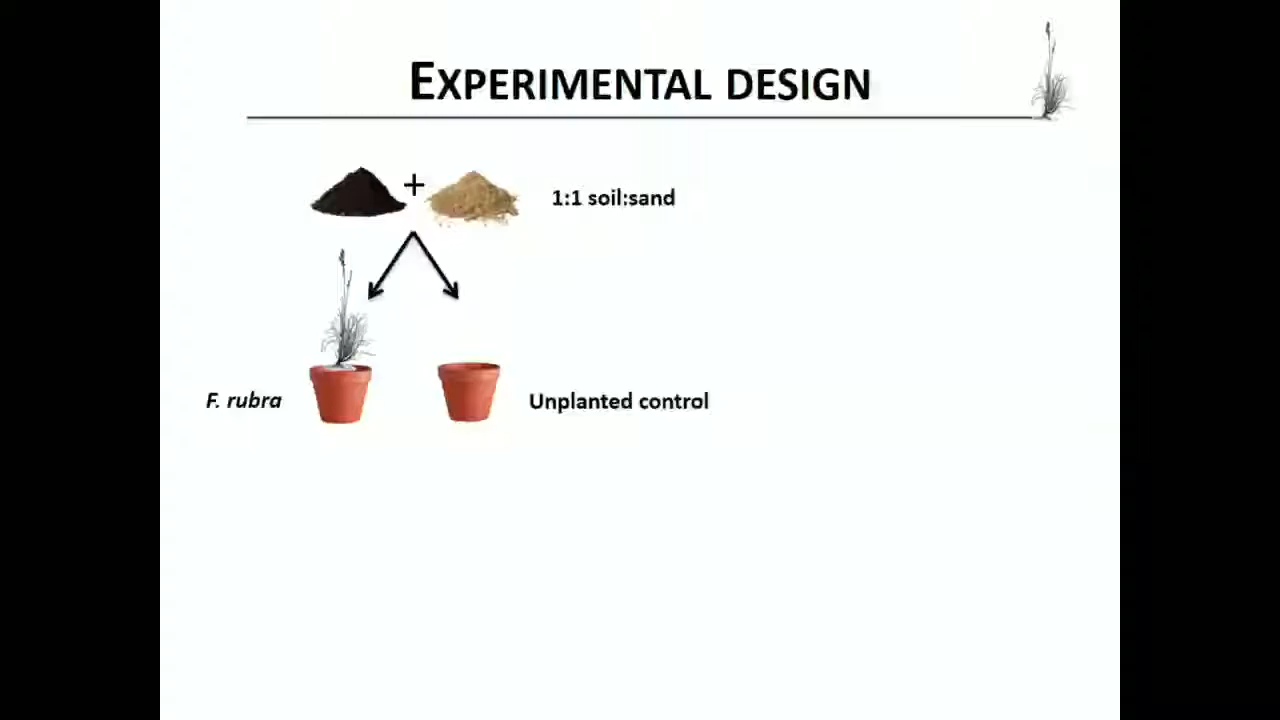 EXPERIMENTAL DESIGN
+
1:1 soil:sand
F. rubra
Unplanted control